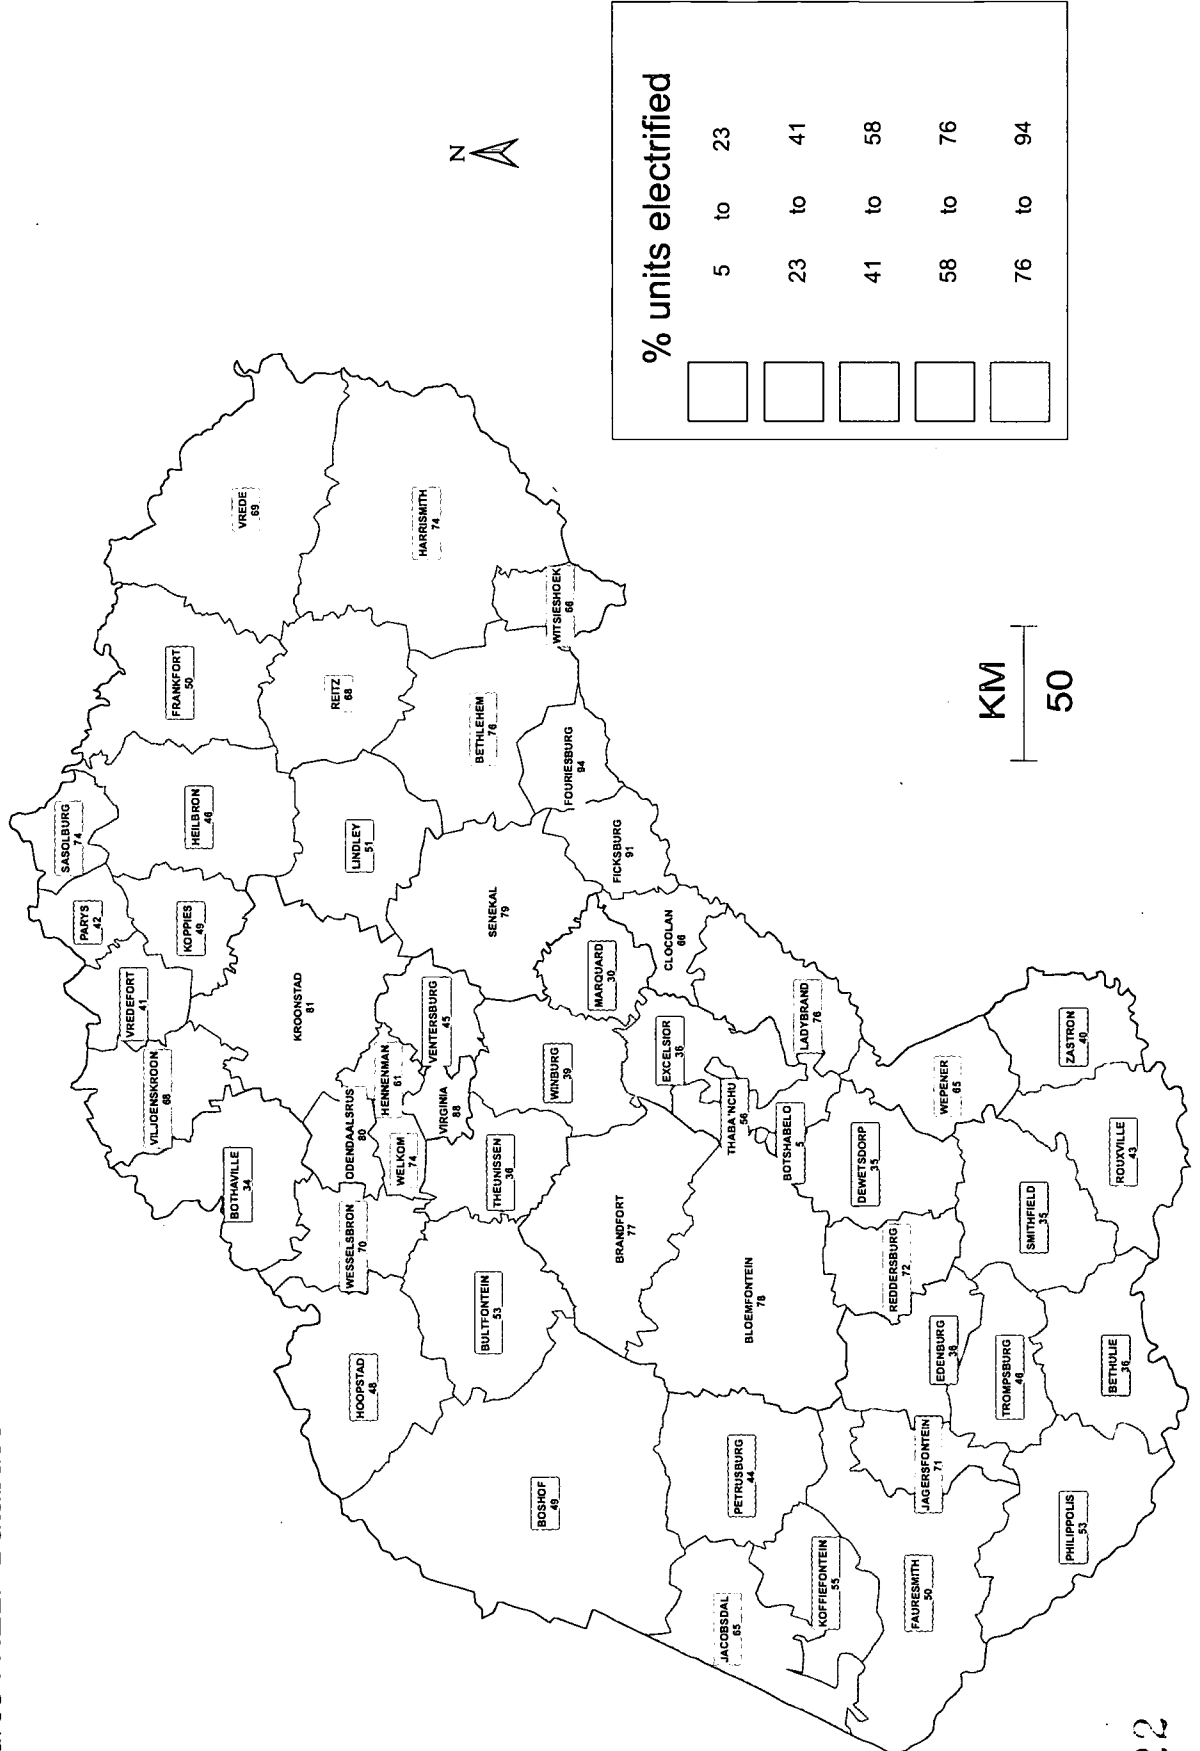 N
% units electrified
5 to 23
23 to 41
41 to 58
58 to 76
76 to 94
KM
50
SASOLBURG
74
PARYS
42
VREDEFORT
41
VILJOENSKROON
68
BOTHAVILLE
34
KOPPIES
49
HEILBRON
46
FRANKFORT
50
VREDE
69
HARRISMITH
74
WITSIESHOEK
66
REITZ
68
LINDLEY
51
BETHLEHEM
76
FOURIESBURG
94
FICKSBURG
91
SENEKAL
79
KROONSTAD
81
ODENDAALSRUS
80
HENNENMAN
61
VENTERSBURG
45
WELKOM
74
VIRGINIA
88
WESSELSBRON
70
HOOPSTAD
48
BULTFONTEIN
53
THEUNISSEN
36
WINBURG
39
MARQUARD
30
CLOCOLAN
66
EXCELSIOR
36
LADYBRAND
76
THABA'NCHU
56
BOTSHABELO
5
BRANDFORT
77
BLOEMFONTEIN
78
BOSHOF
49
PETRUSBURG
44
JACOBSDAL
65
KOFFIEFONTEIN
55
FAURESMITH
50
JAGERSFONTEIN
71
EDENBURG
36
REDDERSBURG
72
DEWETSDORP
35
WEPENER
65
ZASTRON
40
ROUXVILLE
43
SMITHFIELD
35
TROMPSBURG
46
BETHULIE
36
PHILIPPOLIS
53
22